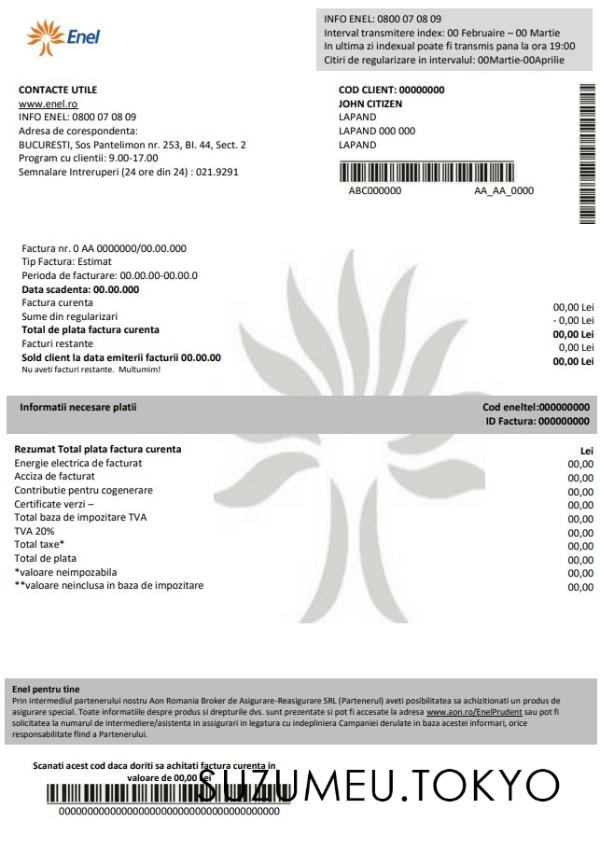 Enel
INFO ENEL: 0800 07 08 09
Interval transmitere index: 00 Februaire – 00 Martie
In ultima zi indexual poate fi transmis pana la ora 19:00
Citiri de regularizare in intervalul: 00Martie-00Aprilie
CONTACTE UTILE
www.enel.ro
INFO ENEL: 0800 07 08 09
Adresa de corespondenta:
BUCURESTI, Sos Pantelimon nr. 253, BI. 44, Sect. 2
Program cu clientii: 9.00-17.00
Semnalare Intreruperi (24 ore din 24) : 021.9291
COD CLIENT: 00000000
JOHN CITIZEN
LAPAND
LAPAND 000 000
LAPAND
ABC000000 AA_AA_0000
Factura nr. 0 AA 0000000/00.00.000
Tip Factura: Estimat
Perioda de facturare: 00.00.00-00.00.0
Data scadenta: 00.00.000
Factura curenta 00,00 Lei
Sume din regularizari - 0,00 Lei
Total de plata factura curenta 00,00 Lei
Facturi restante 0,00 Lei
Sold client la data emiterii facturii 00.00.00 00,00 Lei
Nu aveti facturi restante. Multumim!
Informatii necesare platii Cod eneltel:000000000
ID Factura: 000000000
Rezumat Total plata factura curenta Lei
Energie electrica de facturat 00,00
Acciza de facturat 00,00
Contributie pentru cogenerare 00,00
Certificate verzi – 00,00
Total baza de impozitare TVA 00,00
TVA 20% 00,00
Total taxe* 00,00
Total de plata 00,00
*valoare neimpozabila 00,00
**valoare neinclusa in baza de impozitare 00,00
Enel pentru tine
Prin intermediul partenerului nostru Aon Romania Broker de Asigurare-Reasigurare SRL (Partenerul) aveti posibilitatea sa achizitionati un produs de
asigurare special. Toate informatiile despre produs si drepturile dvs. sunt prezentate si pot fi accesate la adresa www.aon.ro/EnelPrudent sau pot fi
solicitatea la numarul de intermediere/asistenta in asigurari in legatura cu indepliniera Campaniei derulate in baza acestei informari, orice
responsabilitate fiind a Partenerului.
Scanati acest cod daca doriti sa achitati factura curenta in
valoare de 00,00 Lei
SUZUMEU.TOKYO
000000000000000000000000000000000000